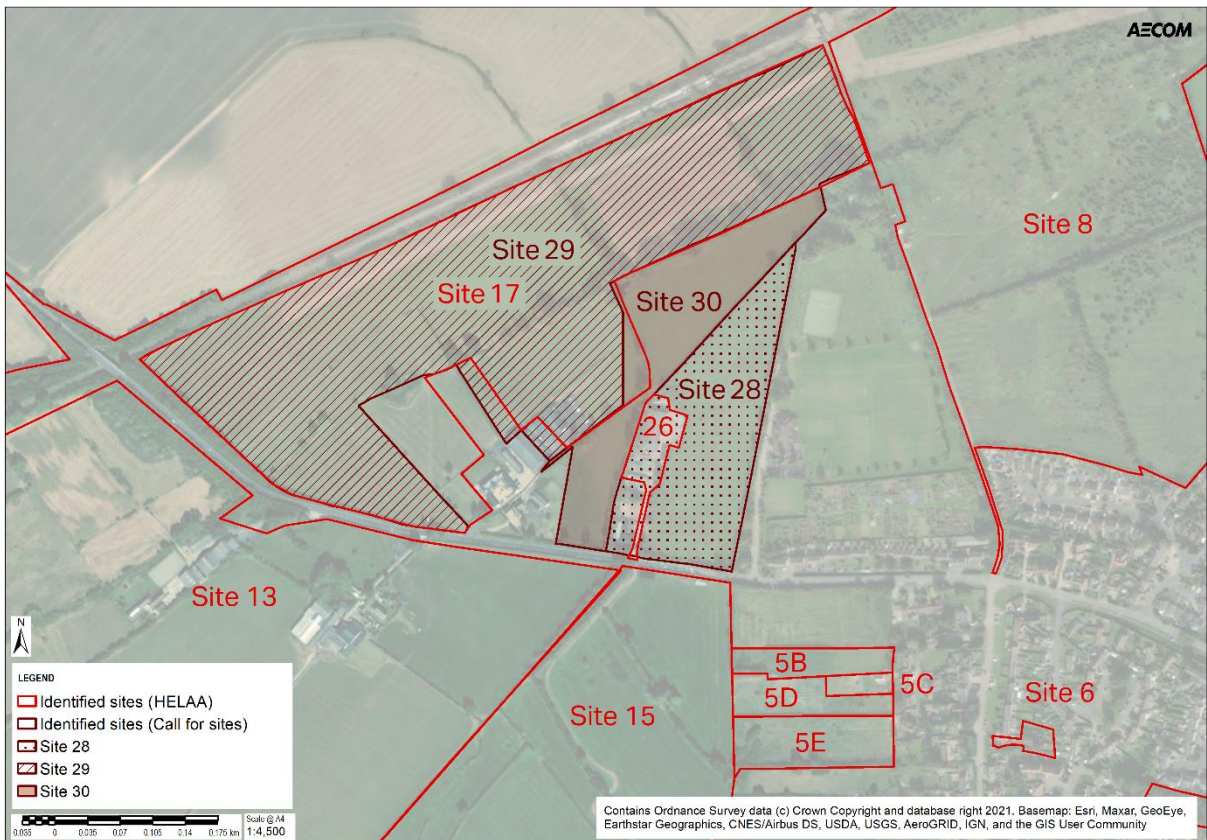 AECOM
Site 8
Site 29
Site 17
Site 30
Site 28
26
Site 13
5B
5C
5D
Site 6
Site 15
5E
N
LEGEND
Identified sites (HELAA)
Identified sites (Call for sites)
Site 28
Site 29
Site 30
0.035 0 0.035 0.07 0.105 0.14 0.175 km
Scale @ A4
1:4,500
Contains Ordnance Survey data (c) Crown Copyright and database right 2021. Basemap: Esri, Maxar, GeoEye,
Earthstar Geographics, CNES/Airbus DS, USDA, USGS, AeroGRID, IGN, and the GIS User Community